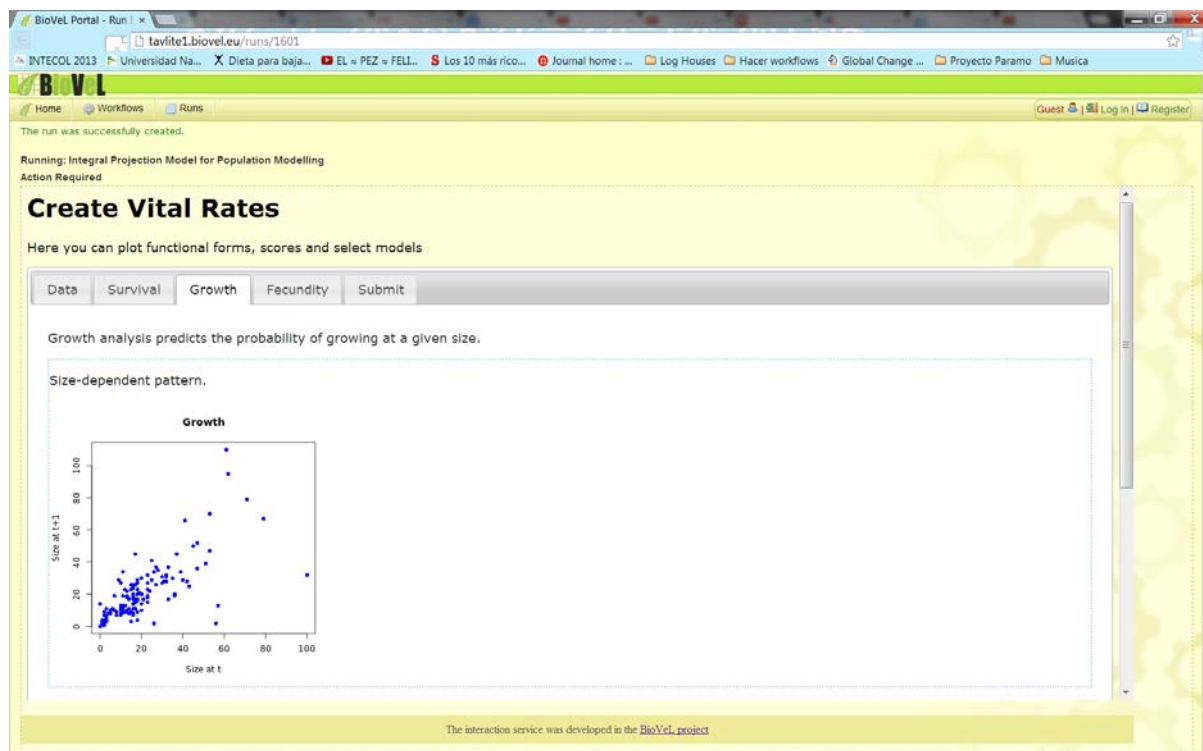 BioVeL Portal - Run |
tavlite1.biovel.eu/runs/1601
INTECOL 2013 Universidad Na... Dieta para baja... EL ≈ PEZ ≈ FELI... Los 10 más rico... Journal home : ... Log Houses Hacer workflows Global Change ... Proyecto Paramo Musica
BioVeL
Home Workflows Runs Guest | Log In | Register
The run was successfully created.
Running: Integral Projection Model for Population Modelling
Action Required
Create Vital Rates
Here you can plot functional forms, scores and select models
Data Survival Growth Fecundity Submit
Growth analysis predicts the probability of growing at a given size.
Size-dependent pattern.
Growth
Size at t+1
100
80
60
40
20
0
0 20 40 60 80 100
Size at t
The interaction service was developed in the BioVeL project